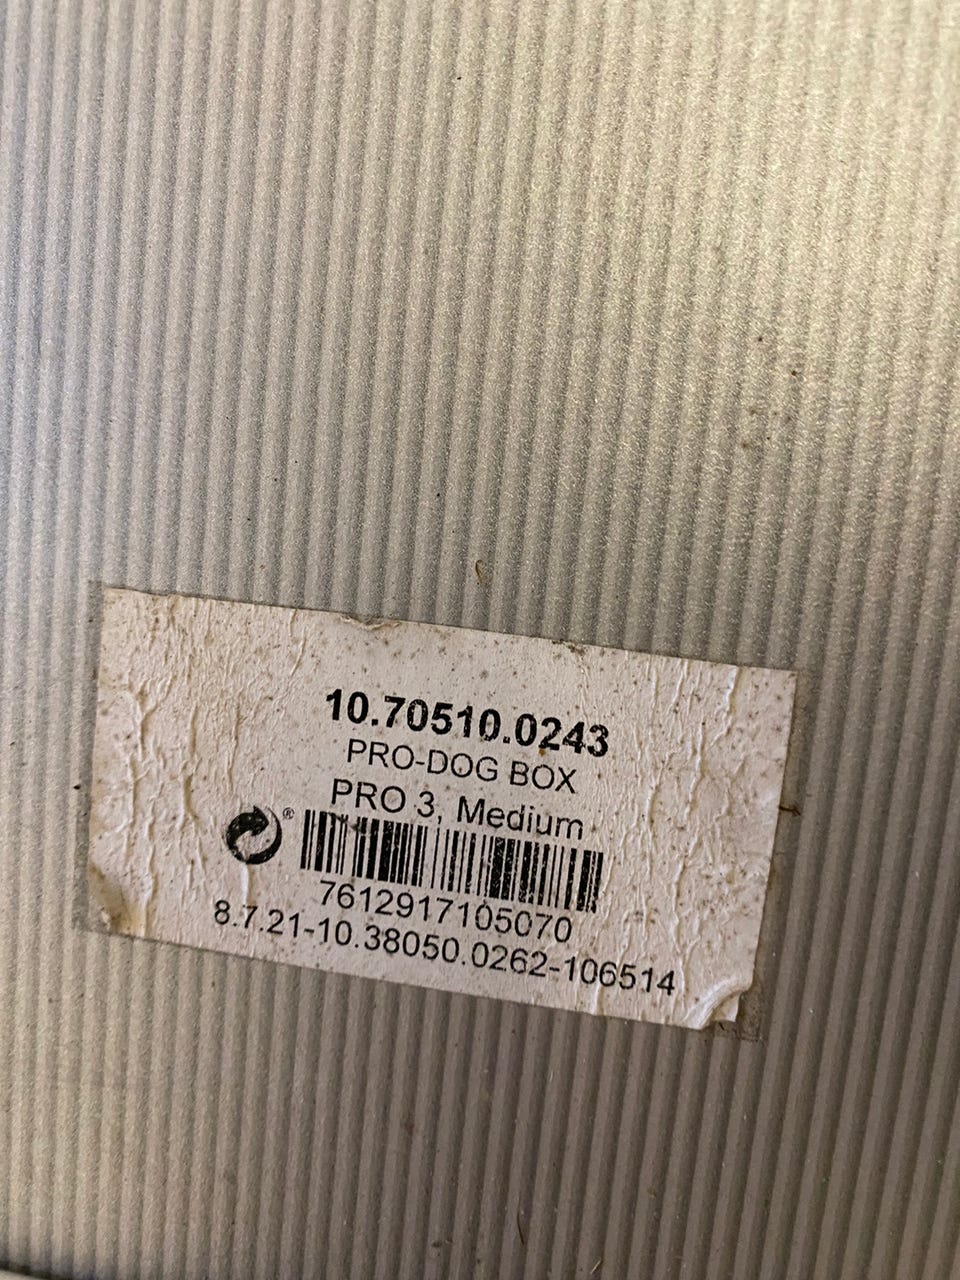 10.70510.0243
PRO-DOG BOX
PRO 3, Medium
®
7612917105070
8.7.21-10.38050.0262-106514